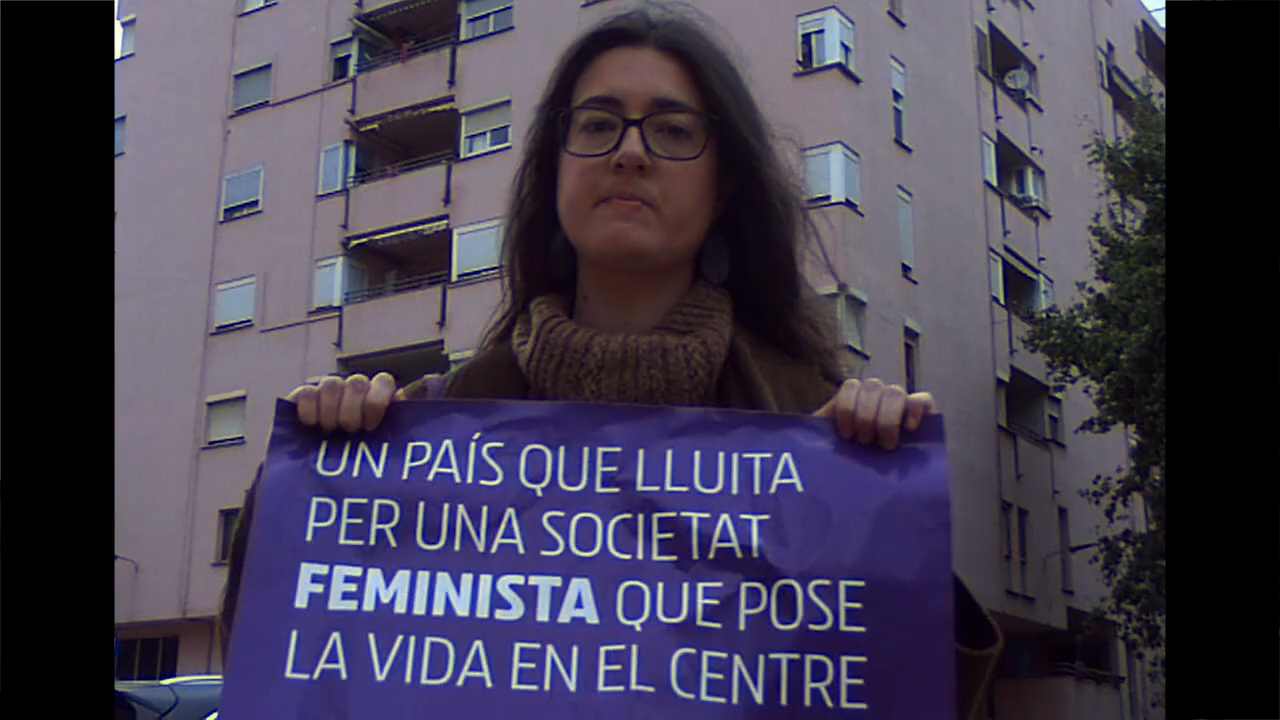 UN PAÍS QUE LLUITA
PER UNA SOCIETAT
FEMINISTA QUE POSE
LA VIDA EN EL CENTRE